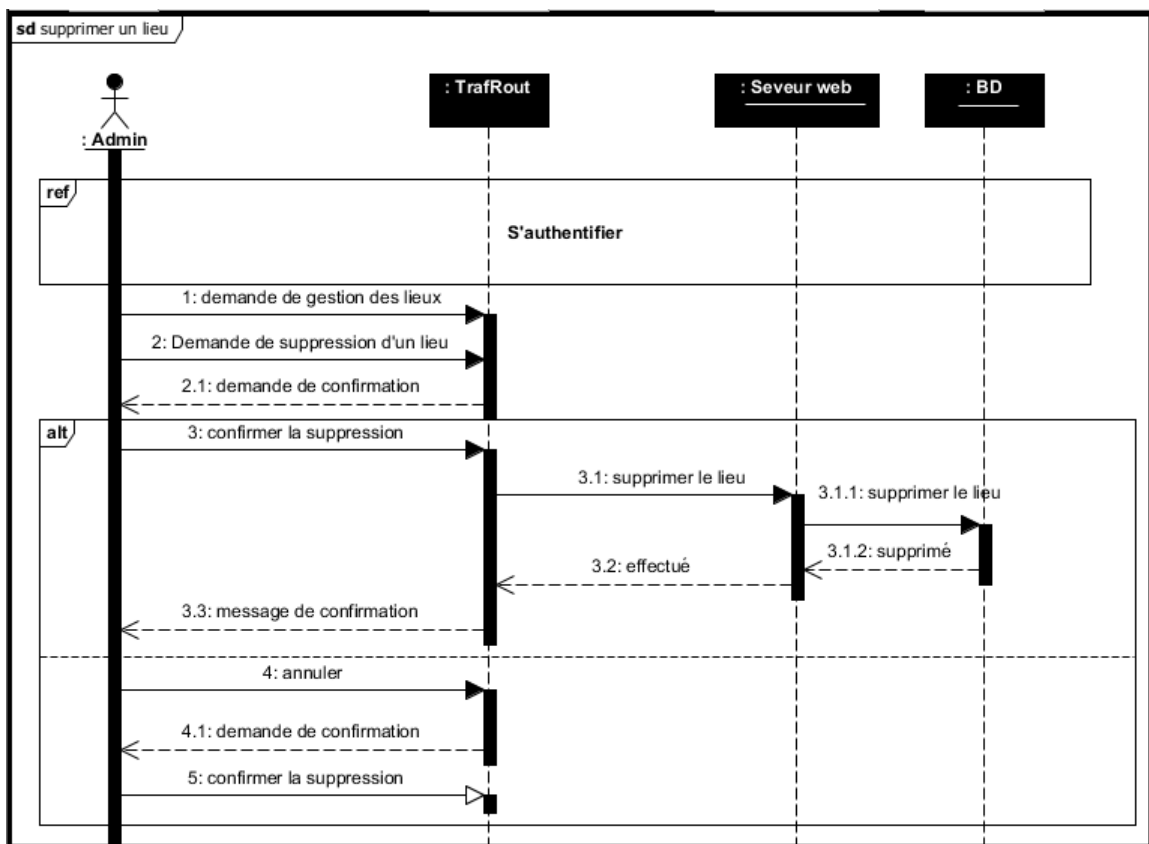 sd supprimer un lieu
: Admin
: TrafRout
: Seveur web
: BD
ref
S'authentifier
1: demande de gestion des lieux
2: Demande de suppression d'un lieu
2.1: demande de confirmation
alt
3: confirmer la suppression
3.1: supprimer le lieu
3.1.1: supprimer le lieu
3.1.2: supprimé
3.2: effectué
3.3: message de confirmation
4: annuler
4.1: demande de confirmation
5: confirmer la suppression